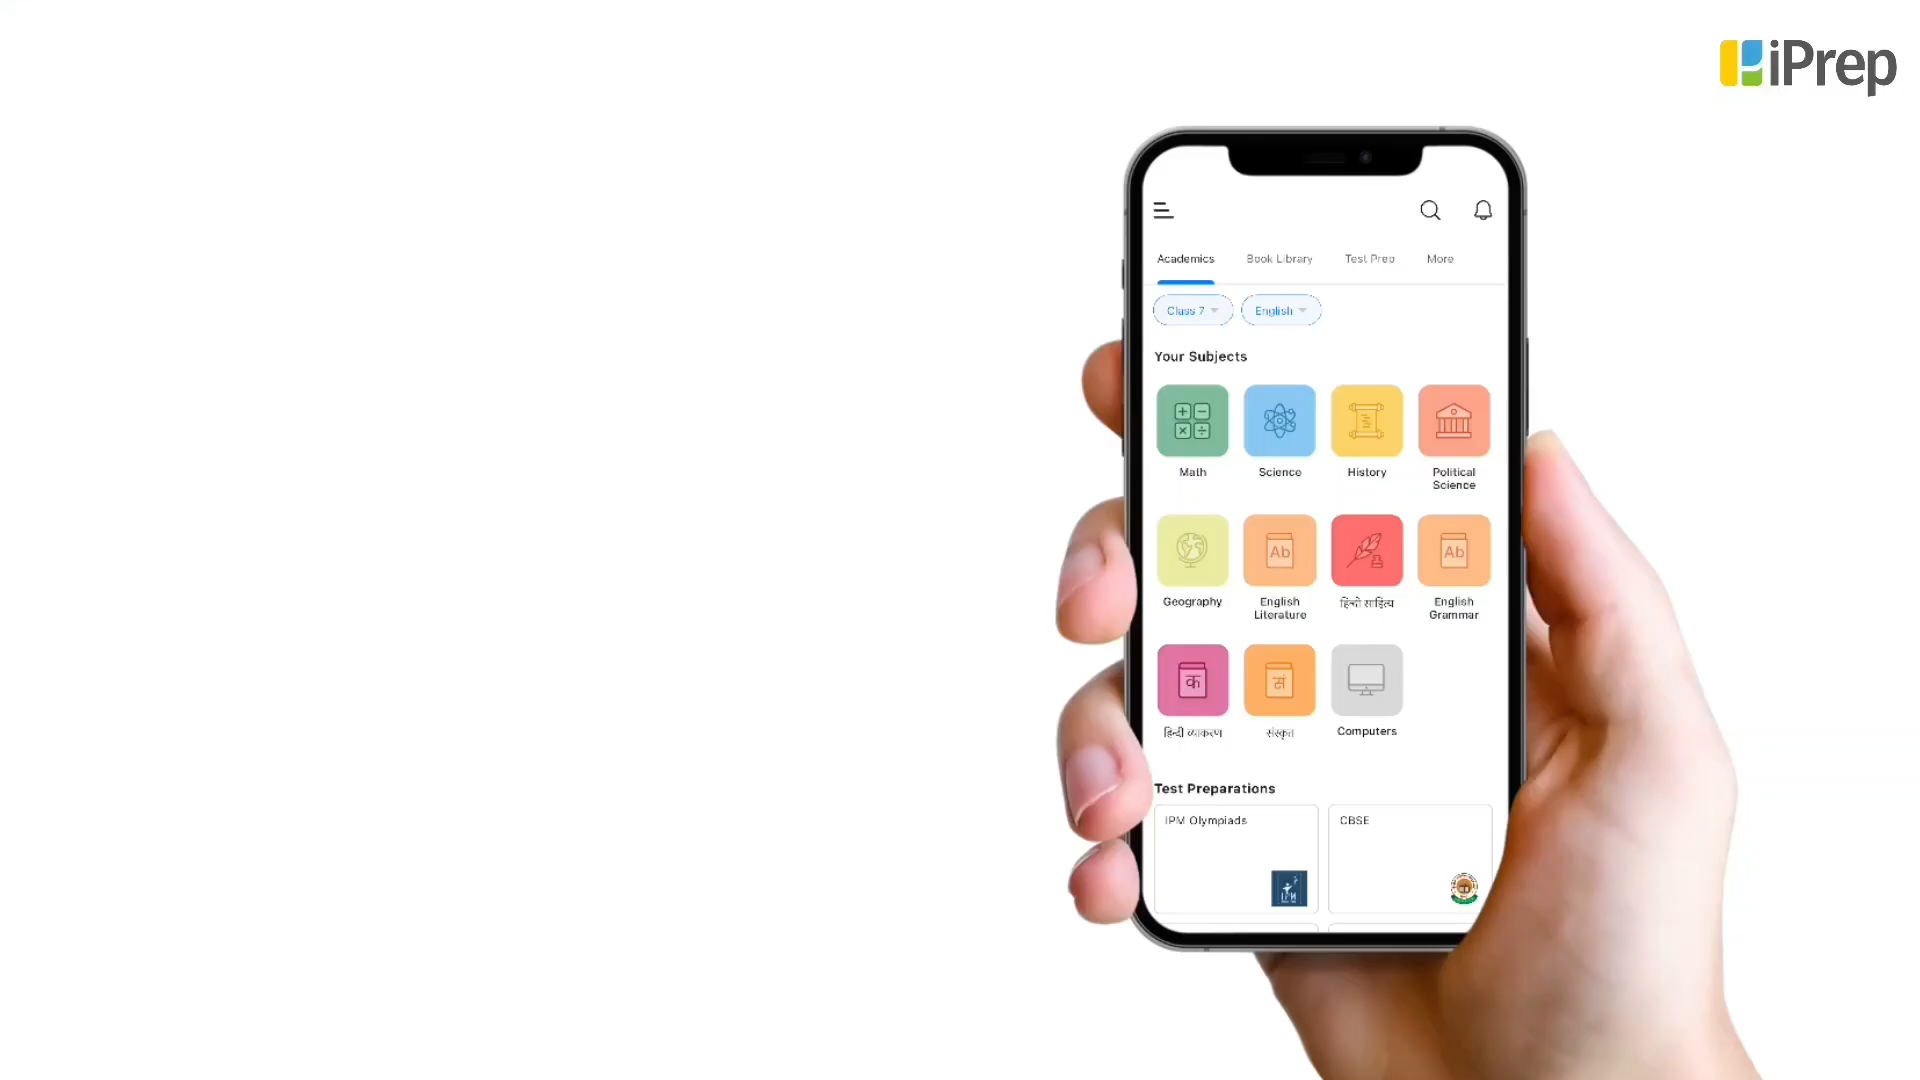 iPrep
Academics Book Library Test Prep More
Class 7 English
Your Subjects
Math Science History Political Science
Geography English Literature हिन्दी साहित्य English Grammar
हिन्दी व्याकरण संस्कृत Computers
Test Preparations
IPM Olympiads CBSE
IPM